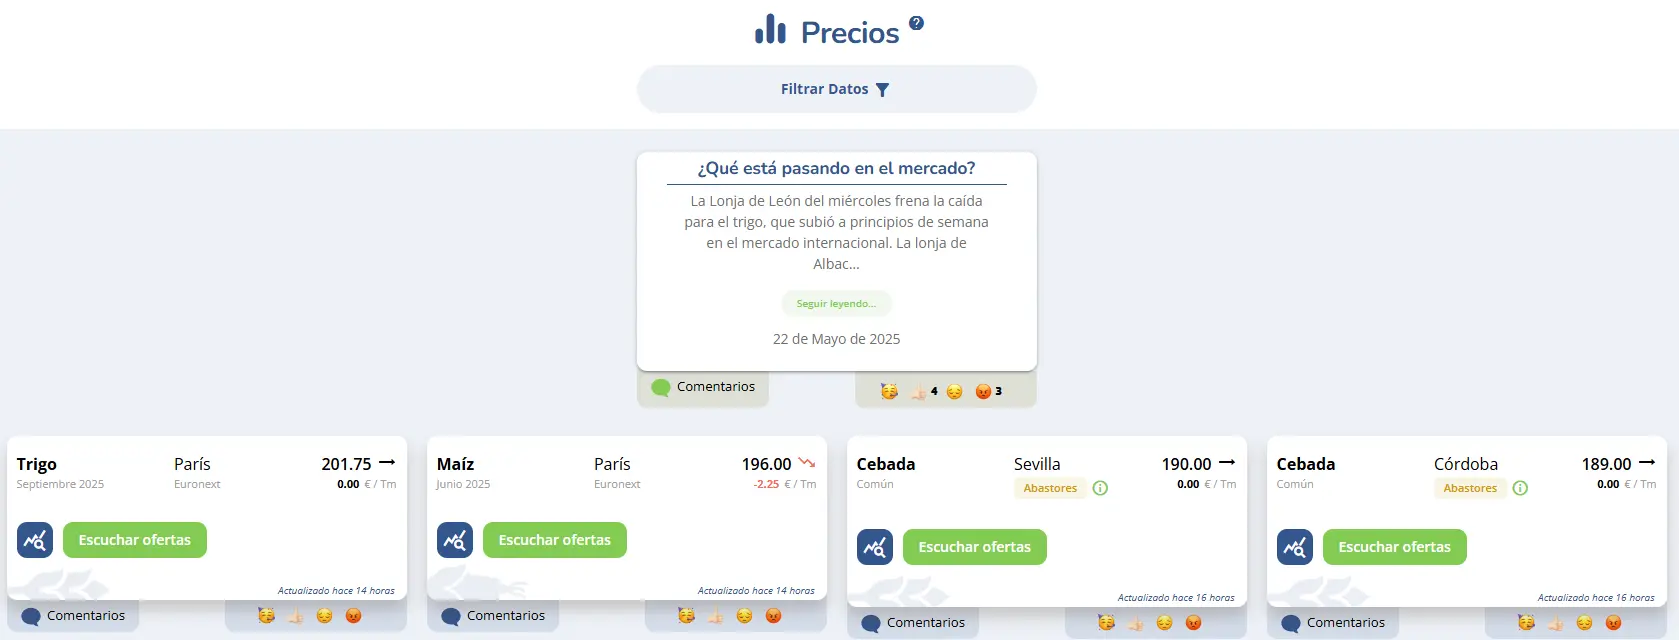 Precios ?
Filtrar Datos
¿Qué está pasando en el mercado?
La Lonja de León del miércoles frena la caída
para el trigo, que subió a principios de semana
en el mercado internacional. La lonja de
Albac...
Seguir leyendo...
22 de Mayo de 2025
Comentarios
4
3
Trigo París 201.75
Septiembre 2025 Euronext 0.00 € / Tm
Escuchar ofertas
Actualizado hace 14 horas
Comentarios
Maíz París 196.00
Junio 2025 Euronext -2.25 € / Tm
Escuchar ofertas
Actualizado hace 14 horas
Comentarios
Cebada Sevilla 190.00
Común Abastores 0.00 € / Tm
Escuchar ofertas
Actualizado hace 16 horas
Comentarios
Cebada Córdoba 189.00
Común Abastores 0.00 € / Tm
Escuchar ofertas
Actualizado hace 16 horas
Comentarios